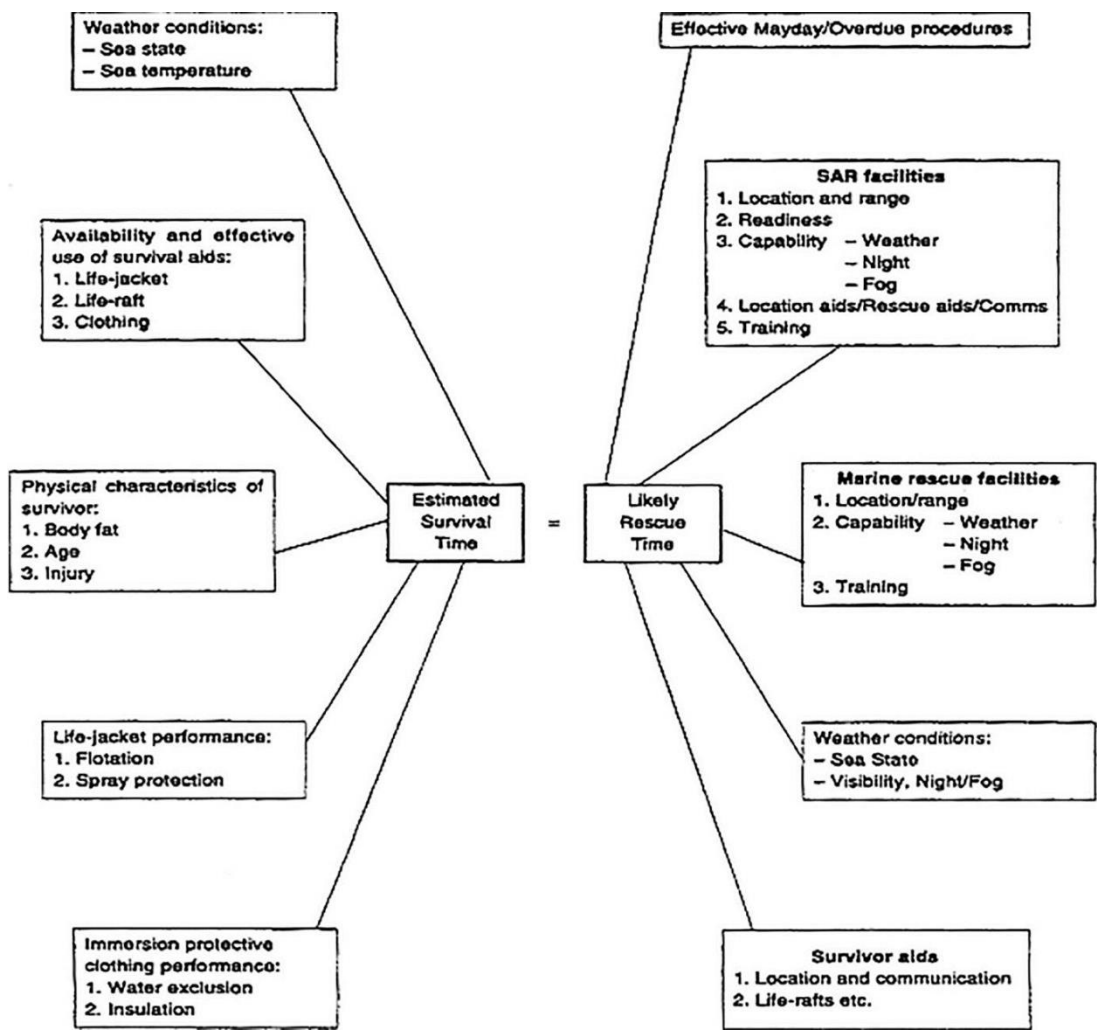 Weather conditions:
– Sea state
– Sea temperature
Availability and effective
use of survival aids:
1. Life-jacket
2. Life-raft
3. Clothing
Physical characteristics of
survivor:
1. Body fat
2. Age
3. Injury
Life-jacket performance:
1. Flotation
2. Spray protection
Immersion protective
clothing performance:
1. Water exclusion
2. Insulation
Estimated
Survival
Time
=
Likely
Rescue
Time
Effective Mayday/Overdue procedures
SAR facilities
1. Location and range
2. Readiness
3. Capability – Weather
– Night
– Fog
4. Location aids/Rescue aids/Comms
5. Training
Marine rescue facilities
1. Location/range
2. Capability – Weather
– Night
– Fog
3. Training
Weather conditions:
– Sea State
– Visibility, Night/Fog
Survivor aids
1. Location and communication
2. Life-rafts etc.